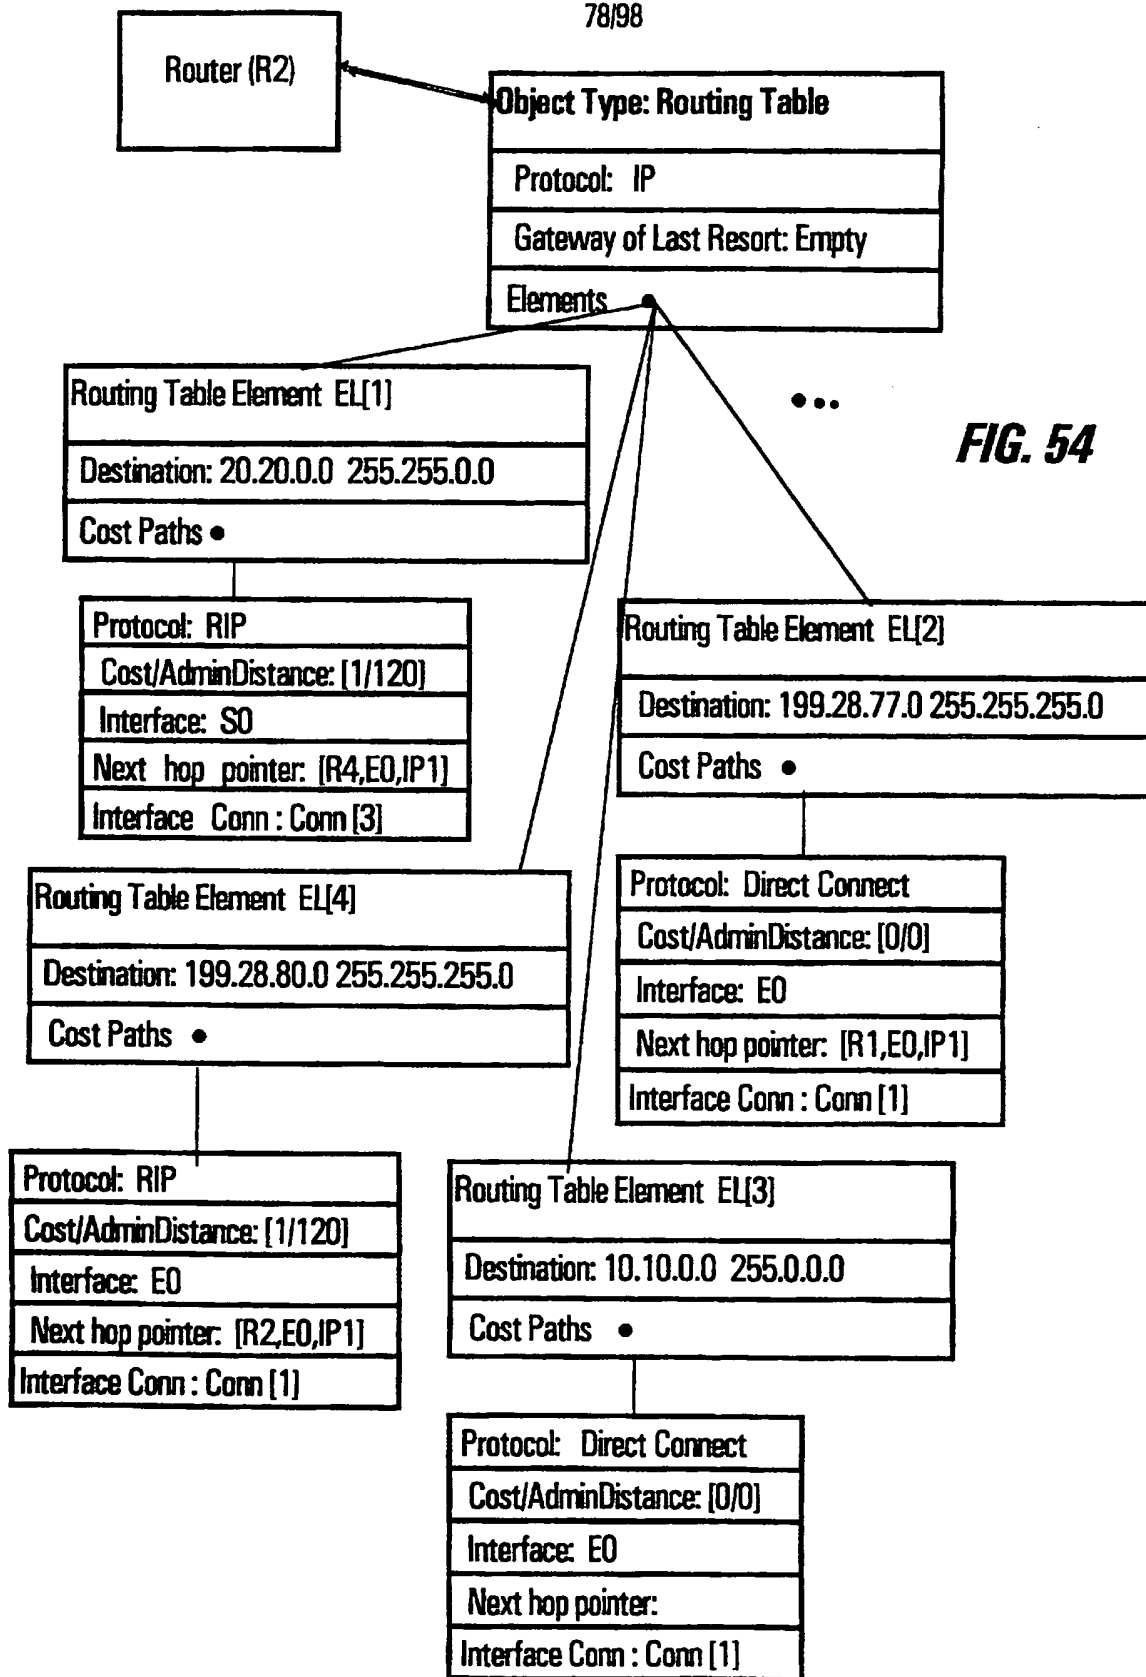 78/98
Router (R2)
Object Type: Routing Table
Protocol: IP
Gateway of Last Resort: Empty
Elements
Routing Table Element EL[1]
Destination: 20.20.0.0 255.255.0.0
Cost Paths
FIG. 54
Protocol: RIP
Cost/AdminDistance: [1/120]
Interface: S0
Next hop pointer: [R4,E0,IP1]
Interface Conn : Conn [3]
Routing Table Element EL[2]
Destination: 199.28.77.0 255.255.255.0
Cost Paths
Protocol: Direct Connect
Cost/AdminDistance: [0/0]
Interface: E0
Next hop pointer: [R1,E0,IP1]
Interface Conn : Conn [1]
Routing Table Element EL[4]
Destination: 199.28.80.0 255.255.255.0
Cost Paths
Protocol: RIP
Cost/AdminDistance: [1/120]
Interface: E0
Next hop pointer: [R2,E0,IP1]
Interface Conn : Conn [1]
Routing Table Element EL[3]
Destination: 10.10.0.0 255.0.0.0
Cost Paths
Protocol: Direct Connect
Cost/AdminDistance: [0/0]
Interface: E0
Next hop pointer:
Interface Conn : Conn [1]